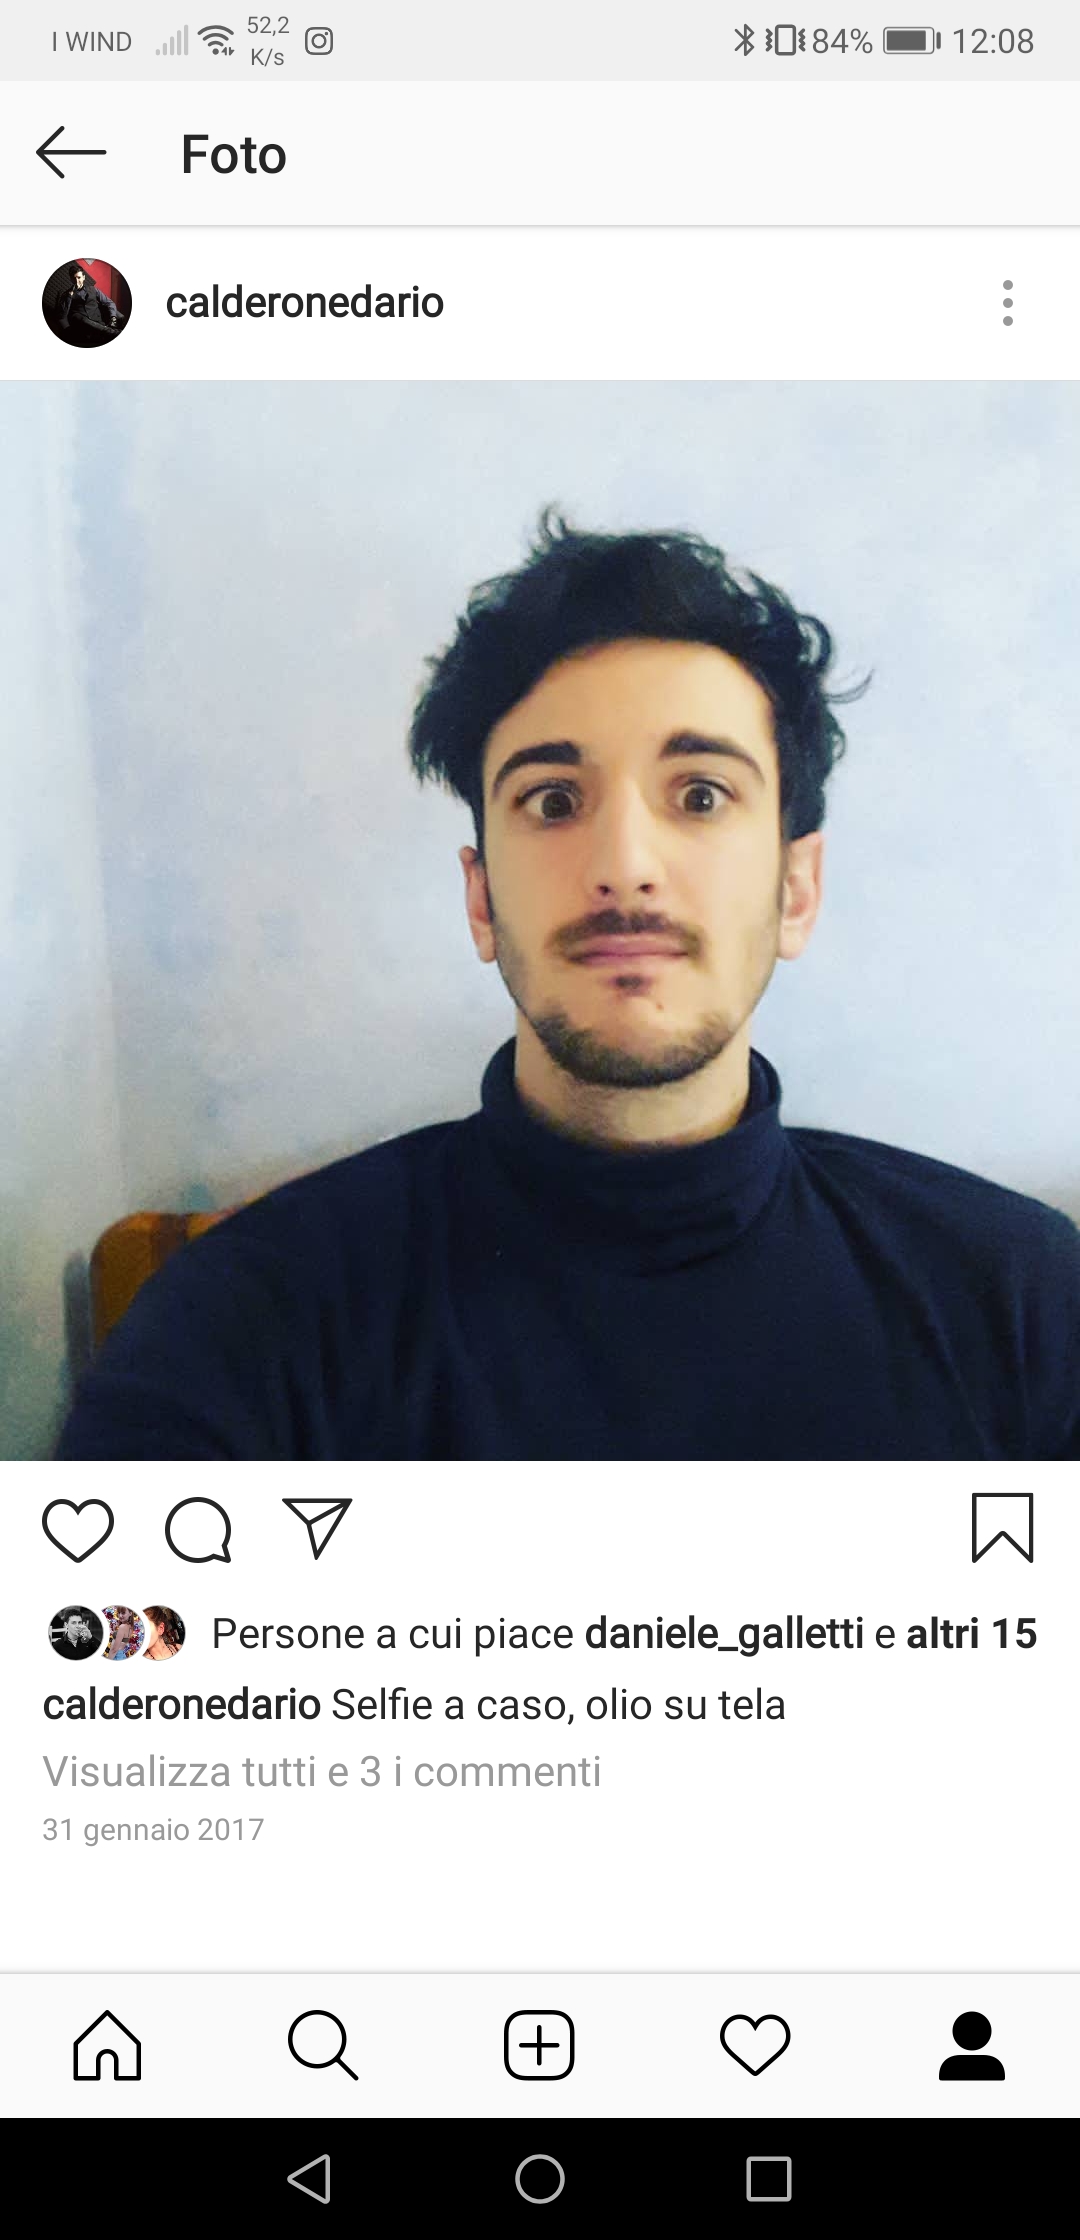 I WIND 52,2 K/s 84% 12:08
Foto
calderonedario
Persone a cui piace daniele_galletti e altri 15
calderonedario Selfie a caso, olio su tela
Visualizza tutti e 3 i commenti
31 gennaio 2017